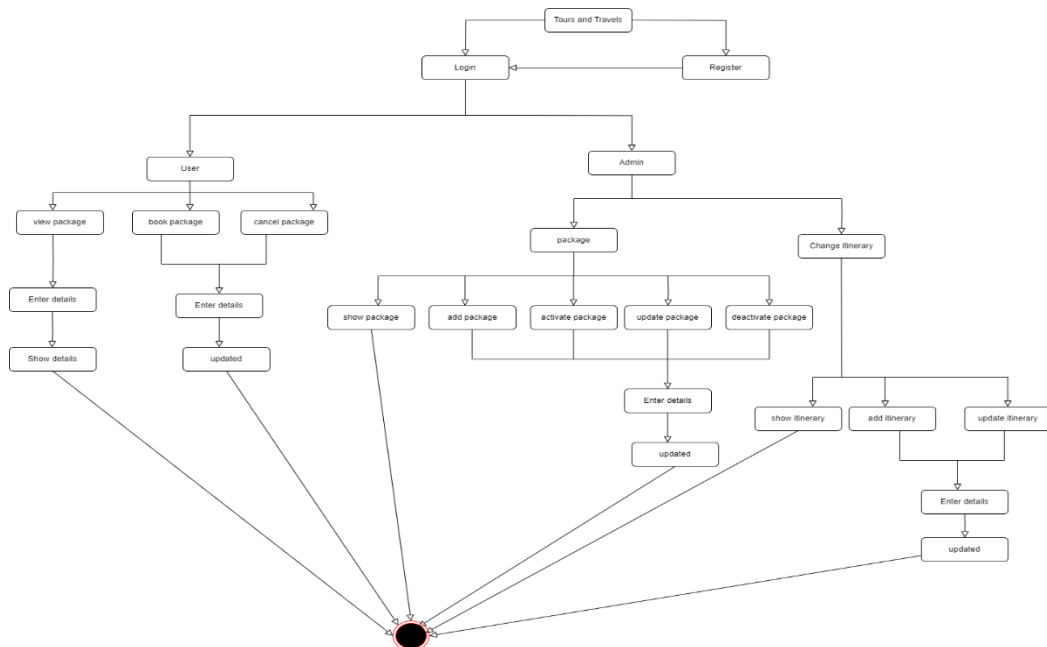 Tours and Travels
Login
Register
User
Admin
view package
book package
cancel package
package
Change itinerary
Enter details
Enter details
show package
add package
activate package
update package
deactivate package
Show details
updated
Enter details
show itinerary
add itinerary
update itinerary
updated
Enter details
updated